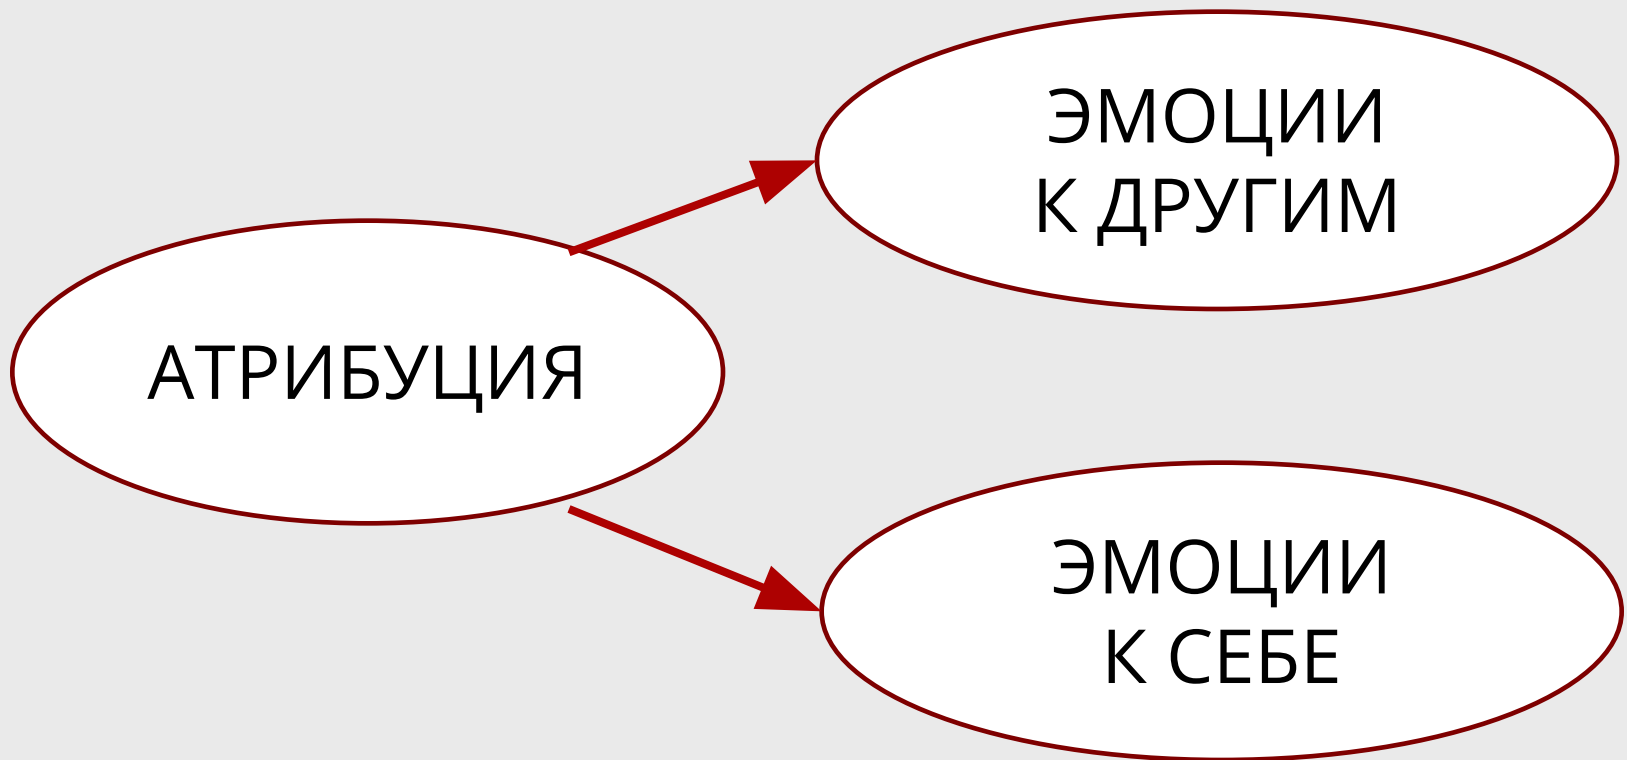 ЭМОЦИИ
К ДРУГИМ
АТРИБУЦИЯ
ЭМОЦИИ
К СЕБЕ